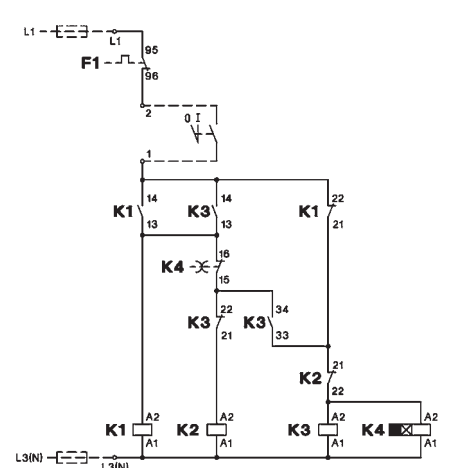 L1
L1
95
F1
96
2
0 I
1
14 14 22
K1 K3 K1
13 13 21
16
K4
15
22 34
K3 K3
21 33
21
K2
22
A2 A2 A2 A2
K1 K2 K3 K4
A1 A1 A1 A1
L3(N)
L3(N)